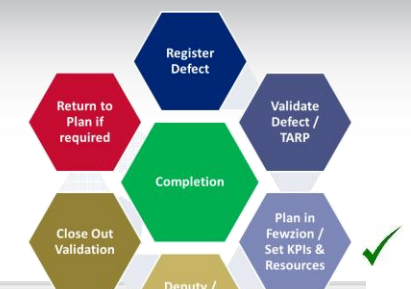 Register
Defect
Return to
Plan if
required
Validate
Defect /
TARP
Completion
Close Out
Validation
Plan in
Fewzion /
Set KPIs &
Resources
Deputy /